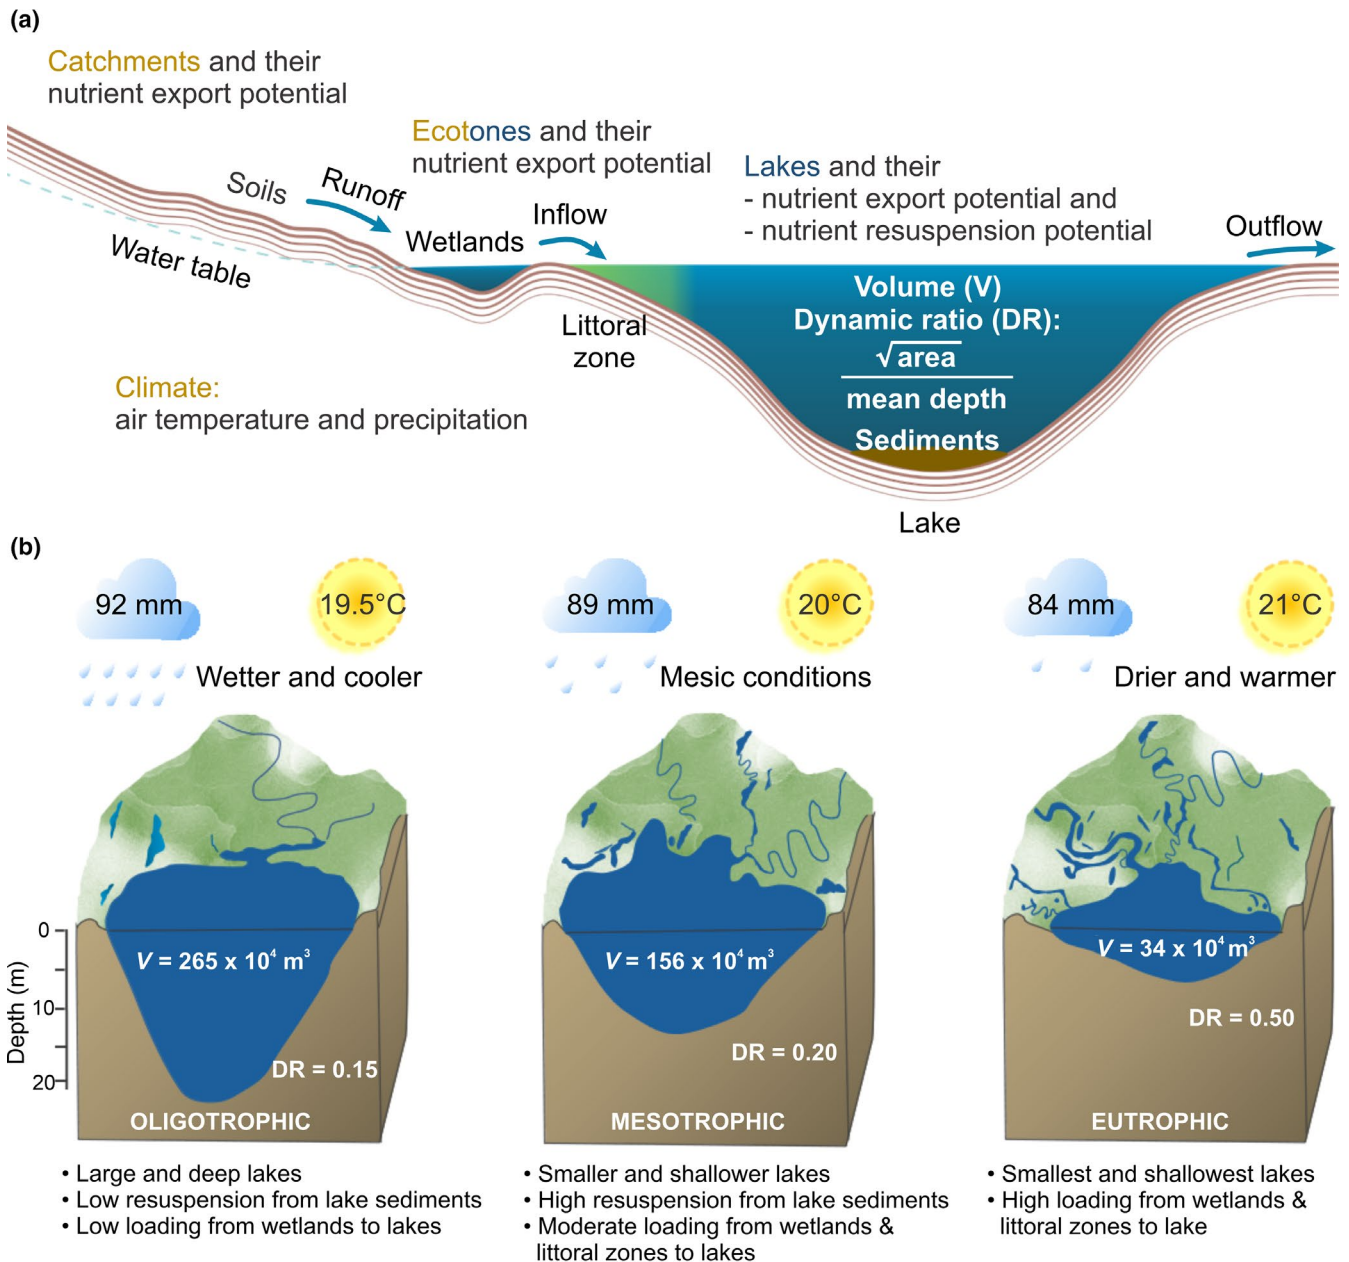 (a)
Catchments and their
nutrient export potential
Ecotones and their
nutrient export potential
Lakes and their
- nutrient export potential and
- nutrient resuspension potential
Soils
Runoff
Inflow
Outflow
Wetlands
Water table
Littoral
zone
Volume (V)
Dynamic ratio (DR):
√area
mean depth
Sediments
Climate:
air temperature and precipitation
Lake
(b)
92 mm
19.5°C
Wetter and cooler
89 mm
20°C
Mesic conditions
84 mm
21°C
Drier and warmer
Depth (m)
0
10
20
V = 265 x 10⁴ m³
DR = 0.15
OLIGOTROPHIC
V = 156 x 10⁴ m³
DR = 0.20
MESOTROPHIC
V = 34 x 10⁴ m³
DR = 0.50
EUTROPHIC
• Large and deep lakes
• Low resuspension from lake sediments
• Low loading from wetlands to lakes
• Smaller and shallower lakes
• High resuspension from lake sediments
• Moderate loading from wetlands &
littoral zones to lakes
• Smallest and shallowest lakes
• High loading from wetlands &
littoral zones to lake